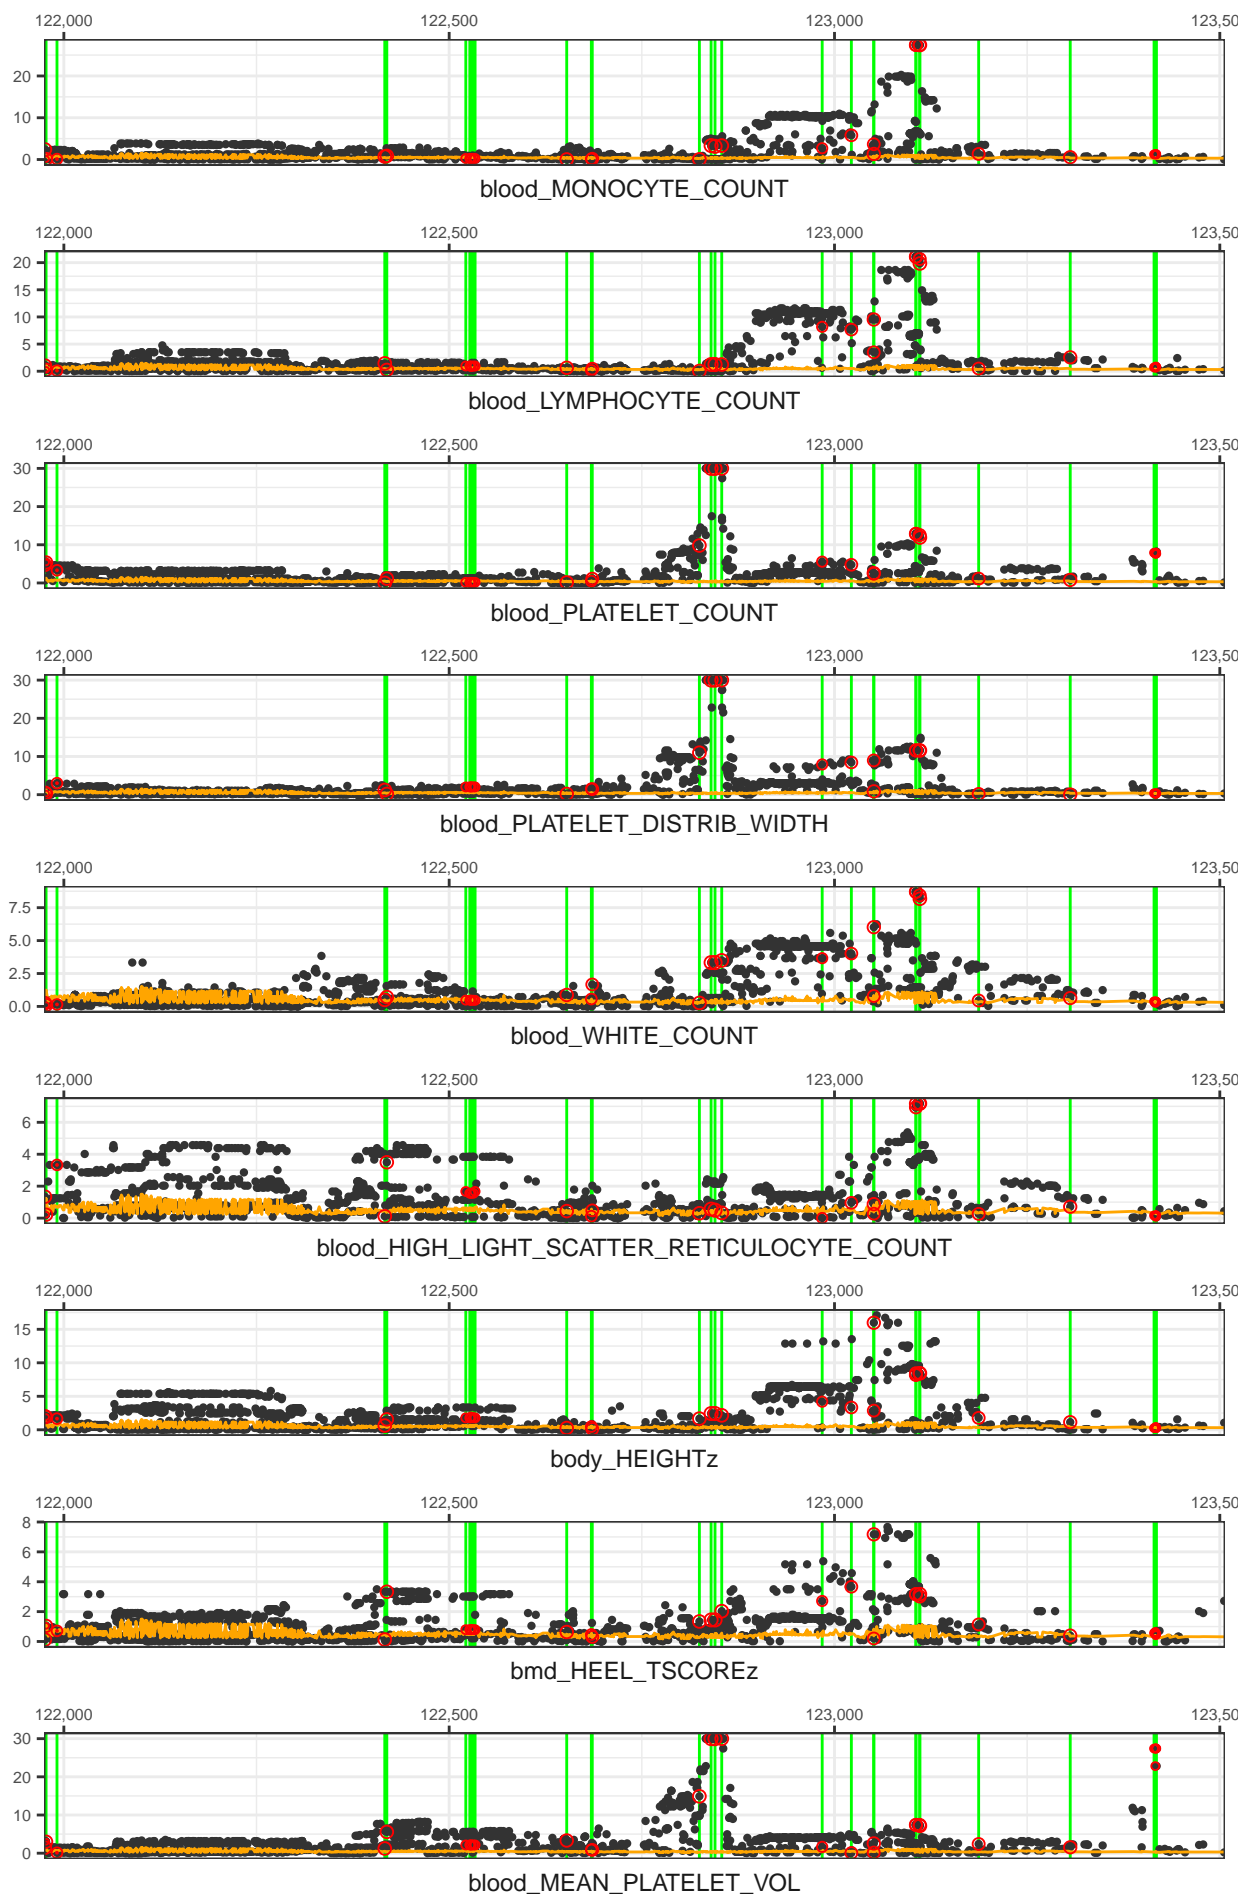 122,000 122,500 123,000 123,50
20
10
0
blood_MONOCYTE_COUNT
122,000 122,500 123,000 123,50
20
15
10
5
0
blood_LYMPHOCYTE_COUNT
122,000 122,500 123,000 123,50
30
20
10
0
blood_PLATELET_COUNT
122,000 122,500 123,000 123,50
30
20
10
0
blood_PLATELET_DISTRIB_WIDTH
122,000 122,500 123,000 123,50
7.5
5.0
2.5
0.0
blood_WHITE_COUNT
122,000 122,500 123,000 123,50
6
4
2
0
blood_HIGH_LIGHT_SCATTER_RETICULOCYTE_COUNT
122,000 122,500 123,000 123,50
15
10
5
0
body_HEIGHTz
122,000 122,500 123,000 123,50
8
6
4
2
0
bmd_HEEL_TSCOREz
122,000 122,500 123,000 123,50
30
20
10
0
blood_MEAN_PLATELET_VOL